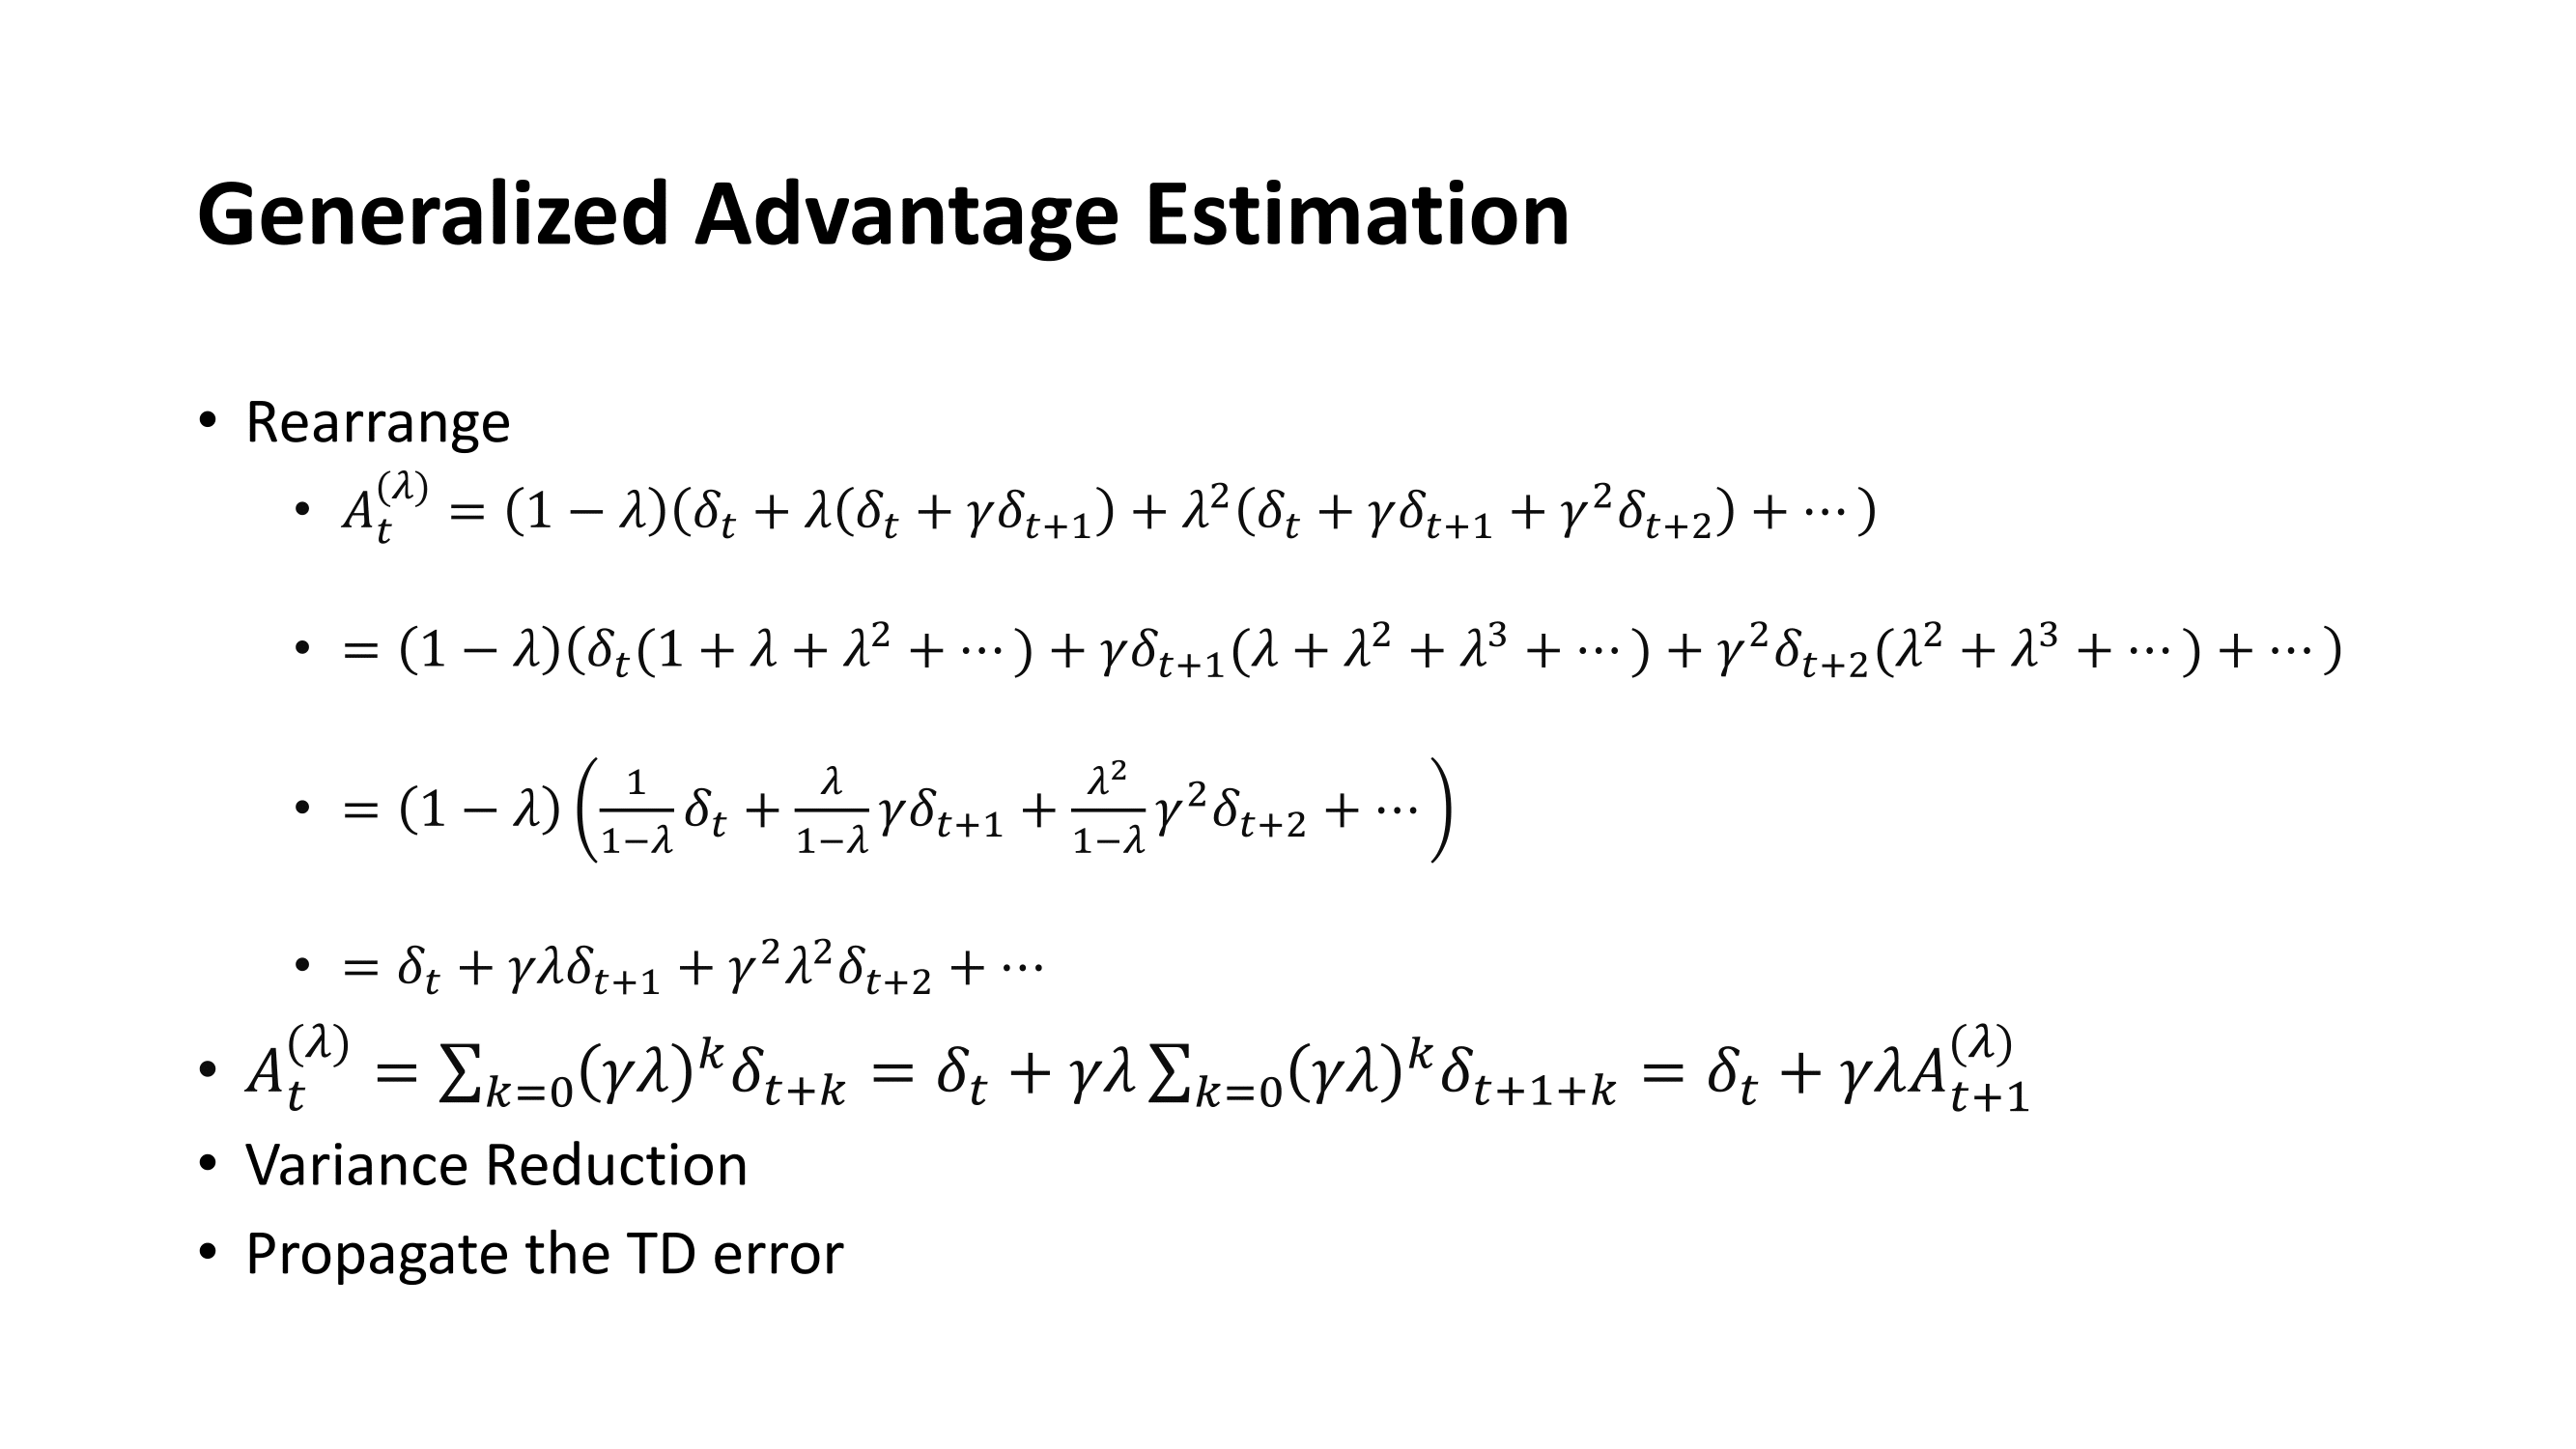 Generalized Advantage Estimation
• Rearrange
• $A_t^{(\lambda)} = (1-\lambda)(\delta_t + \lambda(\delta_t + \gamma\delta_{t+1}) + \lambda^2(\delta_t + \gamma\delta_{t+1} + \gamma^2\delta_{t+2}) + \cdots)$
• $= (1-\lambda)(\delta_t(1 + \lambda + \lambda^2 + \cdots) + \gamma\delta_{t+1}(\lambda + \lambda^2 + \lambda^3 + \cdots) + \gamma^2\delta_{t+2}(\lambda^2 + \lambda^3 + \cdots) + \cdots)$
• $= (1-\lambda)\left(\frac{1}{1-\lambda}\delta_t + \frac{\lambda}{1-\lambda}\gamma\delta_{t+1} + \frac{\lambda^2}{1-\lambda}\gamma^2\delta_{t+2} + \cdots\right)$
• $= \delta_t + \gamma\lambda\delta_{t+1} + \gamma^2\lambda^2\delta_{t+2} + \cdots$
• $A_t^{(\lambda)} = \sum_{k=0}(\gamma\lambda)^k\delta_{t+k} = \delta_t + \gamma\lambda\sum_{k=0}(\gamma\lambda)^k\delta_{t+1+k} = \delta_t + \gamma\lambda A_{t+1}^{(\lambda)}$
• Variance Reduction
• Propagate the TD error